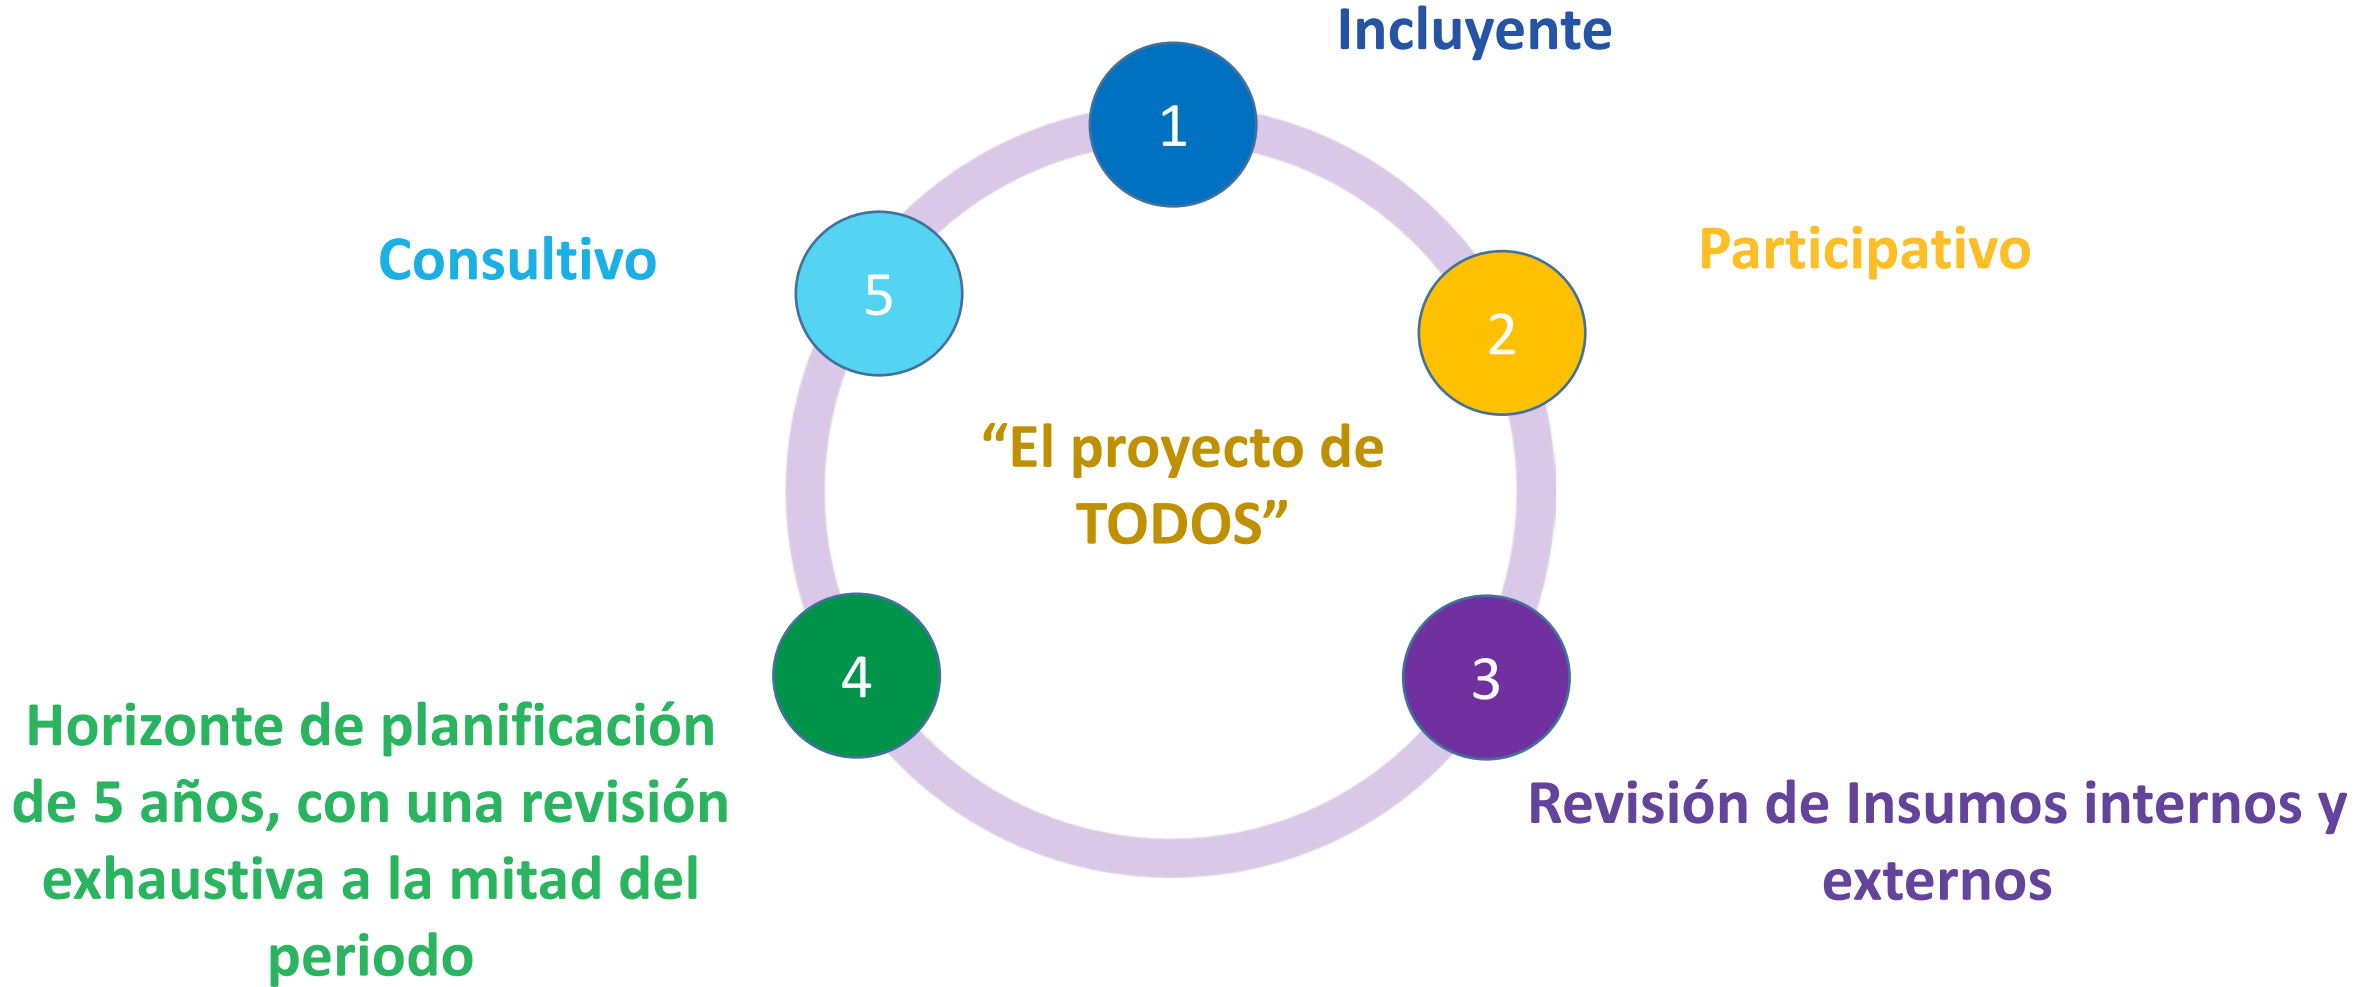 Incluyente
1
Participativo
2
Revisión de Insumos internos y
externos
3
Horizonte de planificación
de 5 años, con una revisión
exhaustiva a la mitad del
periodo
4
Consultivo
5
“El proyecto de
TODOS”